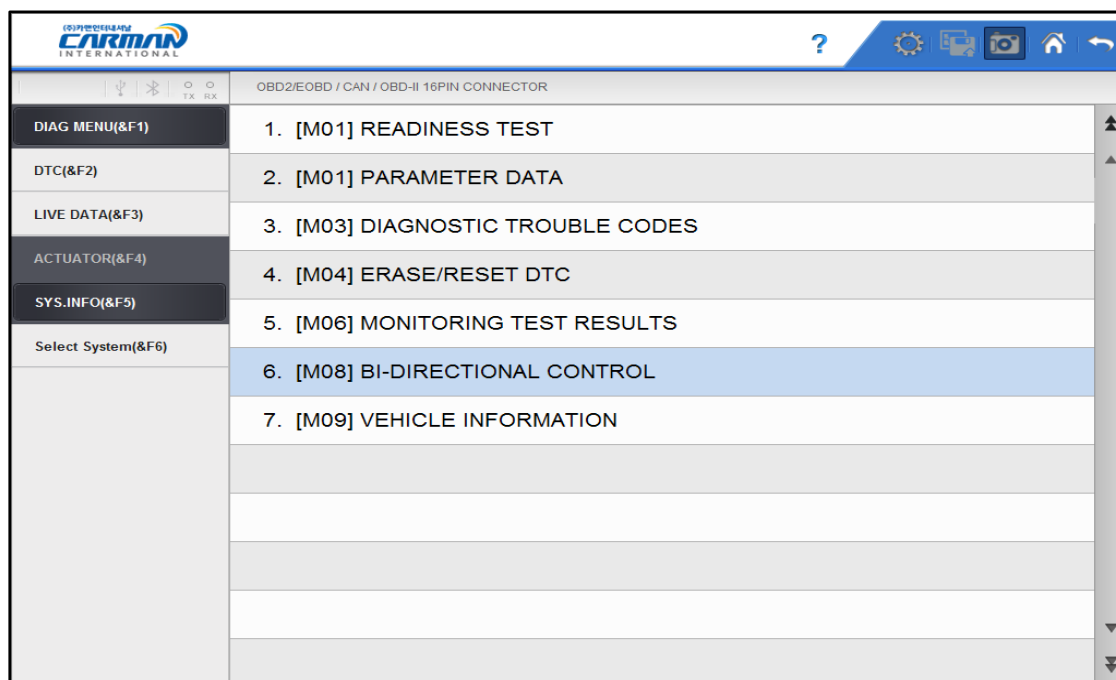 (주)카맨인터내셔날
CARMAN
INTERNATIONAL
?
TX RX
OBD2/EOBD / CAN / OBD-II 16PIN CONNECTOR
DIAG MENU(&F1)
DTC(&F2)
LIVE DATA(&F3)
ACTUATOR(&F4)
SYS.INFO(&F5)
Select System(&F6)
1. [M01] READINESS TEST
2. [M01] PARAMETER DATA
3. [M03] DIAGNOSTIC TROUBLE CODES
4. [M04] ERASE/RESET DTC
5. [M06] MONITORING TEST RESULTS
6. [M08] BI-DIRECTIONAL CONTROL
7. [M09] VEHICLE INFORMATION